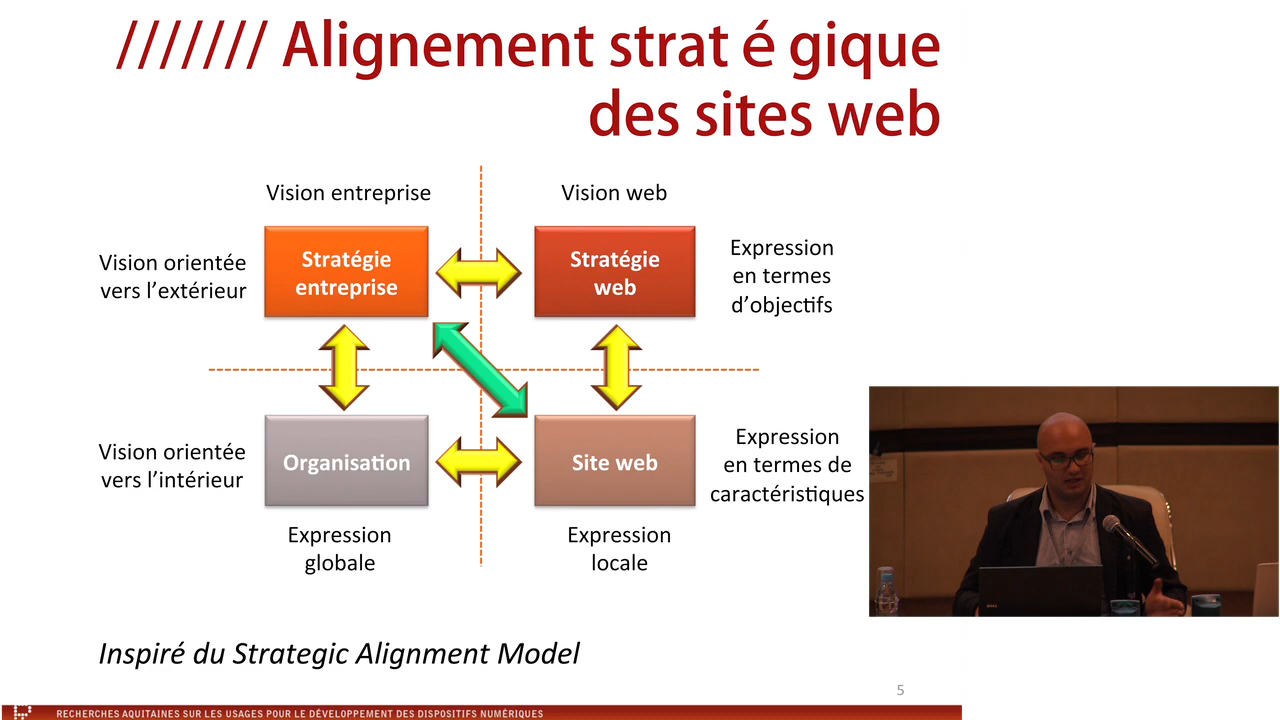 /////// Alignement strat é gique
des sites web
Vision entreprise
Vision web
Vision orientée
vers l’extérieur
Stratégie
entreprise
Stratégie
web
Expression
en termes
d’objectifs
Vision orientée
vers l’intérieur
Organisation
Site web
Expression
en termes de
caractéristiques
Expression
globale
Expression
locale
Inspiré du Strategic Alignment Model
5
RECHERCHES AQUITAINES SUR LES USAGES POUR LE DÉVELOPPEMENT DES DISPOSITIFS NUMÉRIQUES
DELL